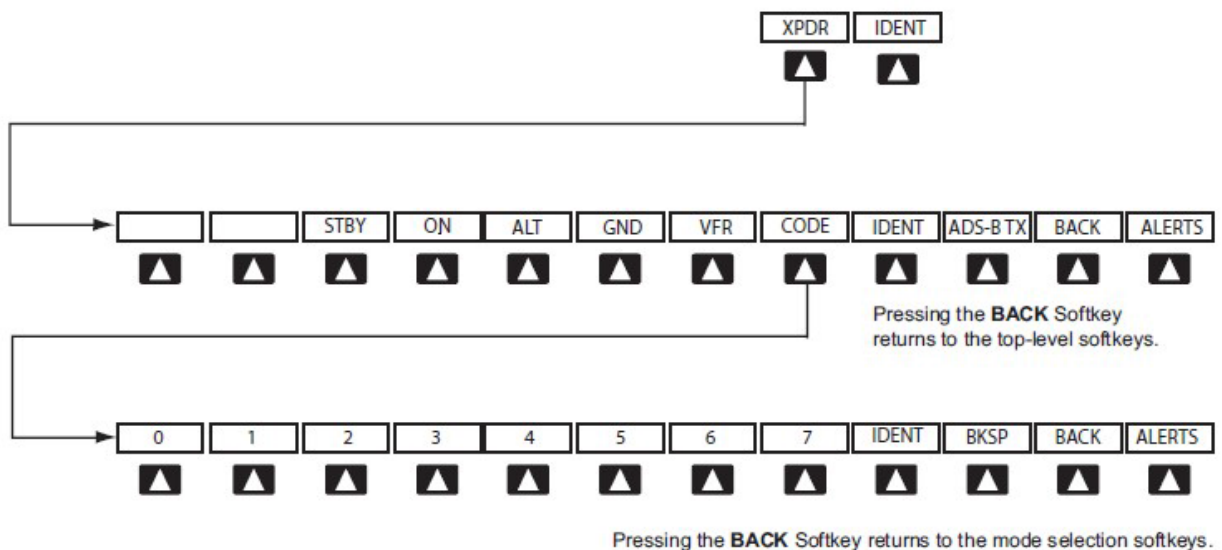 XPDR IDENT
STBY ON ALT GND VFR CODE IDENT ADS-B TX BACK ALERTS
Pressing the BACK Softkey
returns to the top-level softkeys.
0 1 2 3 4 5 6 7 IDENT BKSP BACK ALERTS
Pressing the BACK Softkey returns to the mode selection softkeys.